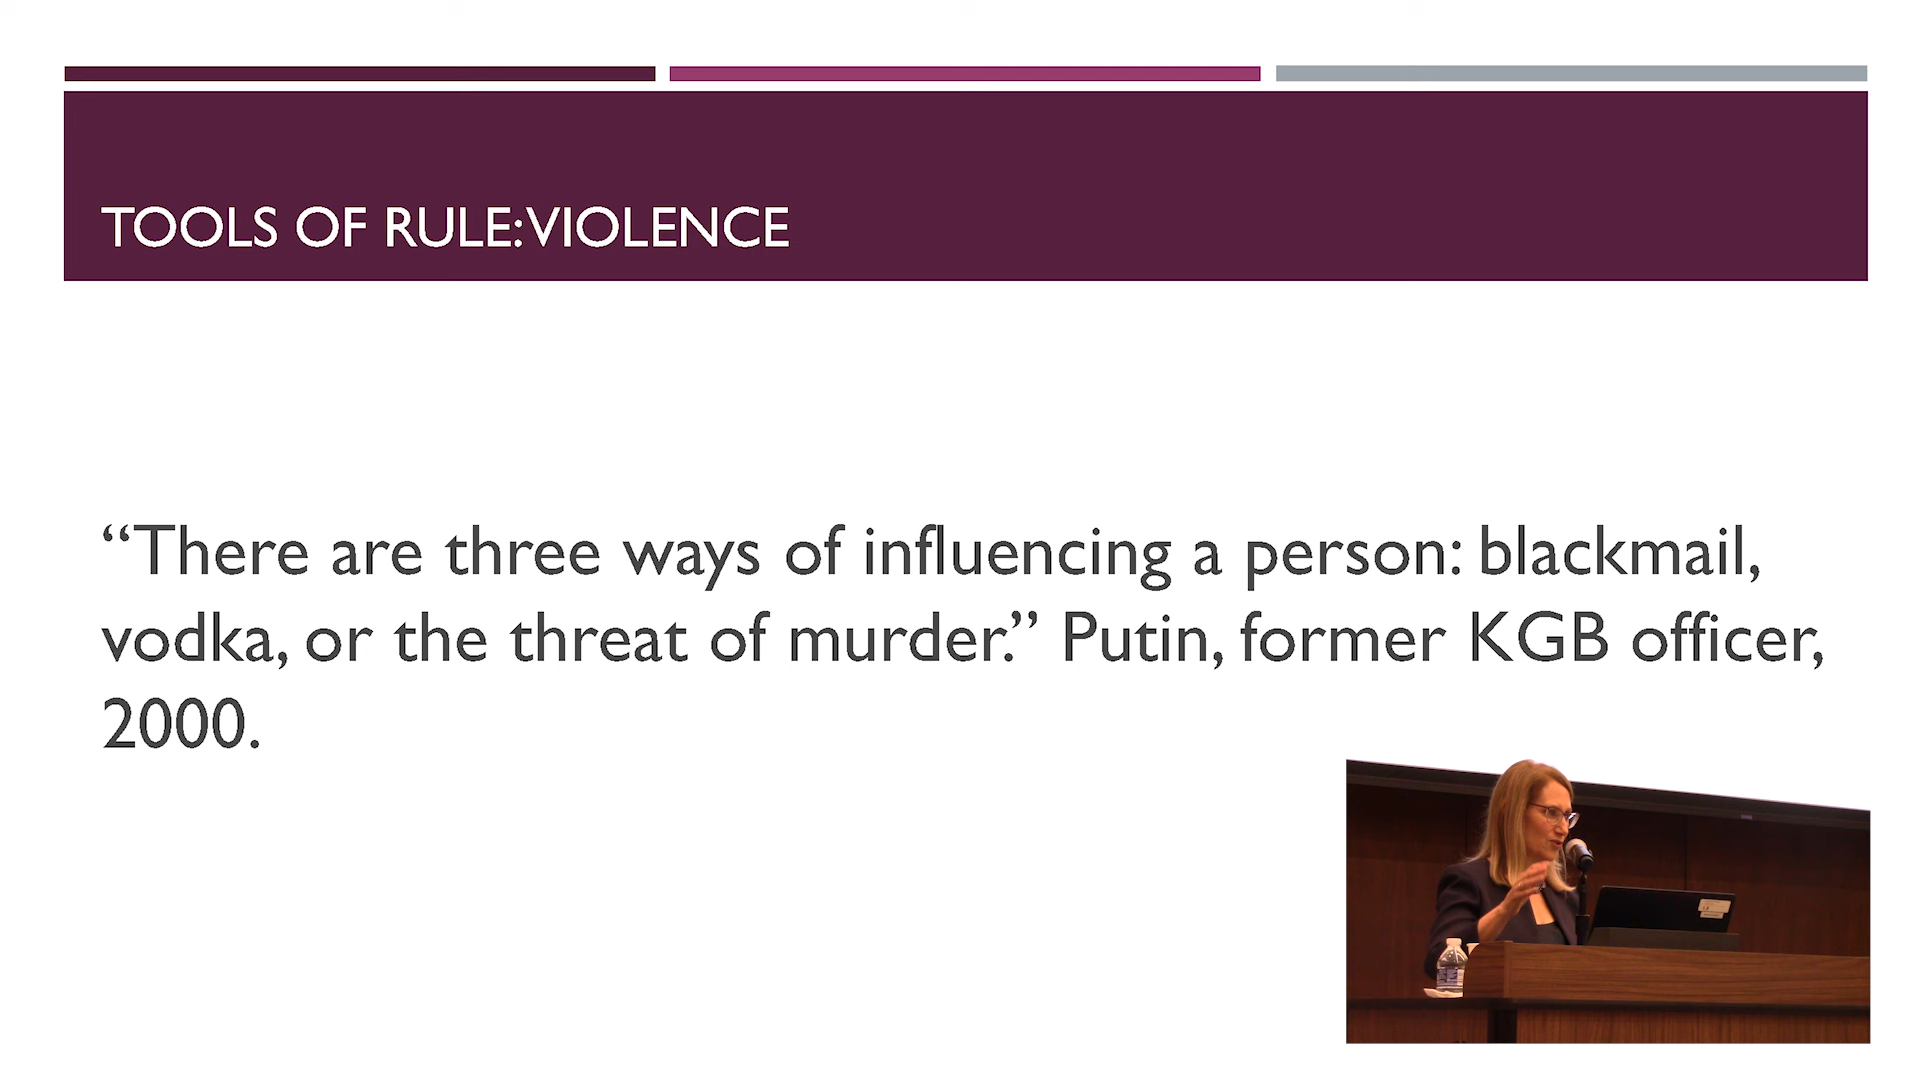 TOOLS OF RULE: VIOLENCE
“There are three ways of influencing a person: blackmail,
vodka, or the threat of murder.” Putin, former KGB officer,
2000.